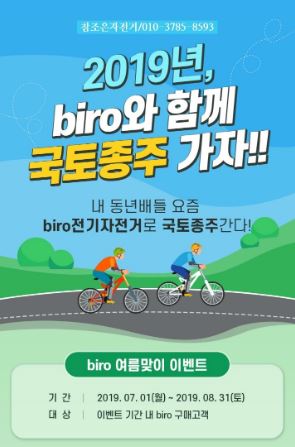 참조은자전거/010-3785-8593
2019년,
biro와 함께
국토종주 가자!!
내 동년배들 요즘
biro전기자전거로 국토종주간다!
biro 여름맞이 이벤트
기 간 | 2019. 07. 01(월) ~ 2019. 08. 31(토)
대 상 | 이벤트 기간 내 biro 구매고객